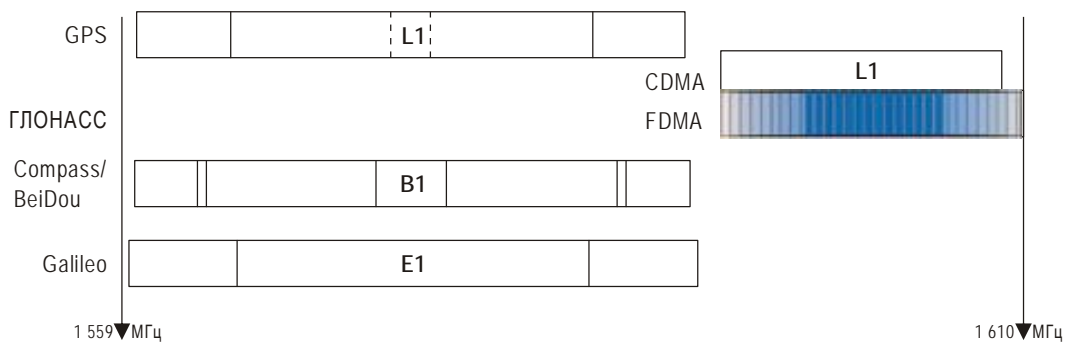 GPS
L1
L1
CDMA
ГЛОНАСС
FDMA
Compass/
BeiDou
B1
Galileo
E1
1 559 МГц
1 610 МГц